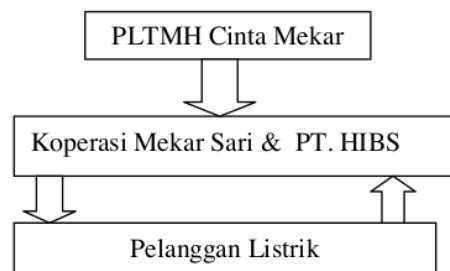 PLTMH Cinta Mekar
Koperasi Mekar Sari & PT. HIBS
Pelanggan Listrik